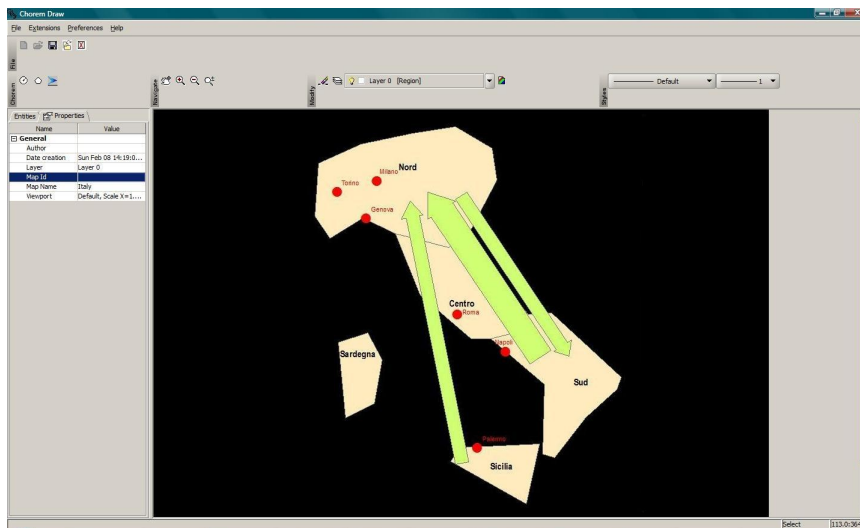 Chorem Draw
File Extensions Preferences Help
File
Chorem
Navigate
Modify
Layer 0 [Region]
Styles
Default
1
Entities Properties
Name Value
General
Author
Date creation Sun Feb 08 14:19:0...
Layer Layer 0
Map Id
Map Name Italy
Viewport Default, Scale X=1....
Nord
Milano
Torino
Genova
Centro
Roma
Napoli
Sardegna
Sud
Palermo
Sicilia
Select